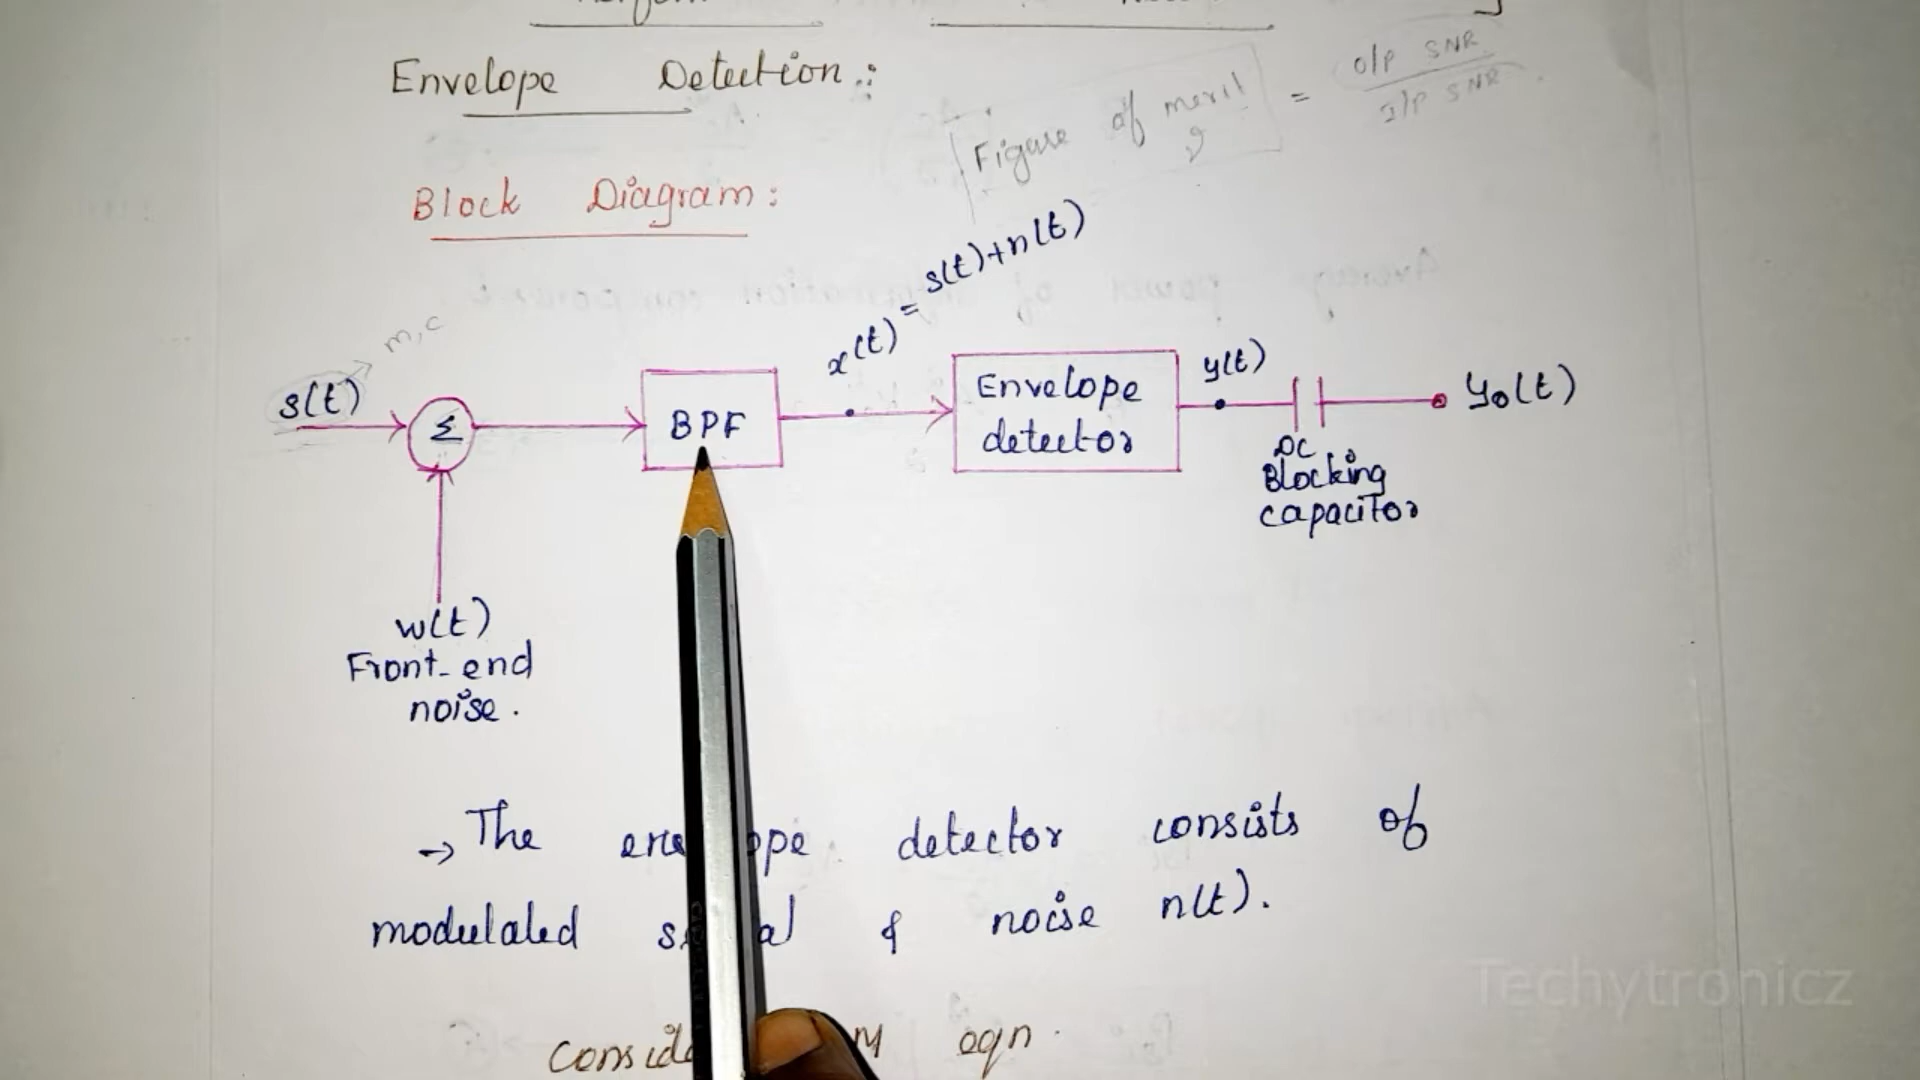 Envelope Detection :
Figure of merit = O/P SNR
I/P SNR
Block Diagram :
x(t) = s(t)+n(t)
m, c
s(t)
Σ
BPF
Envelope
detector
y(t)
yo(t)
DC
Blocking
capacitor
w(t)
Front-end
noise.
→ The detector consists of
modulated & noise n(t).
eqn
Techytronicz